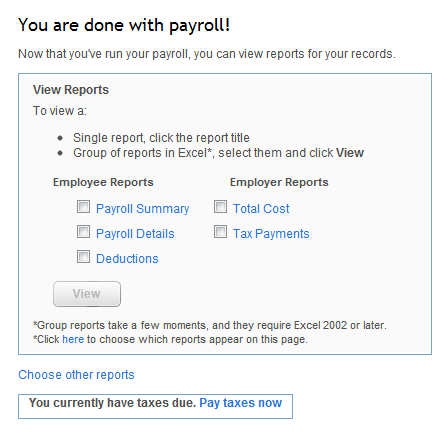 You are done with payroll!
Now that you've run your payroll, you can view reports for your records.
View Reports
To view a:
• Single report, click the report title
• Group of reports in Excel*, select them and click View
Employee Reports Employer Reports
Payroll Summary Total Cost
Payroll Details Tax Payments
Deductions
View
*Group reports take a few moments, and they require Excel 2002 or later.
*Click here to choose which reports appear on this page.
Choose other reports
You currently have taxes due. Pay taxes now